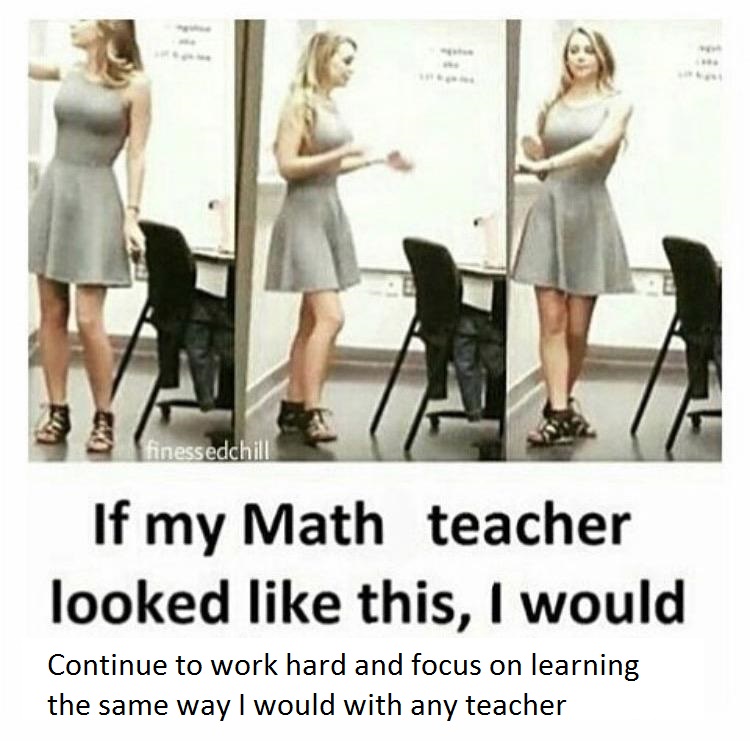 finessedchill
If my Math teacher
looked like this, I would
Continue to work hard and focus on learning
the same way I would with any teacher